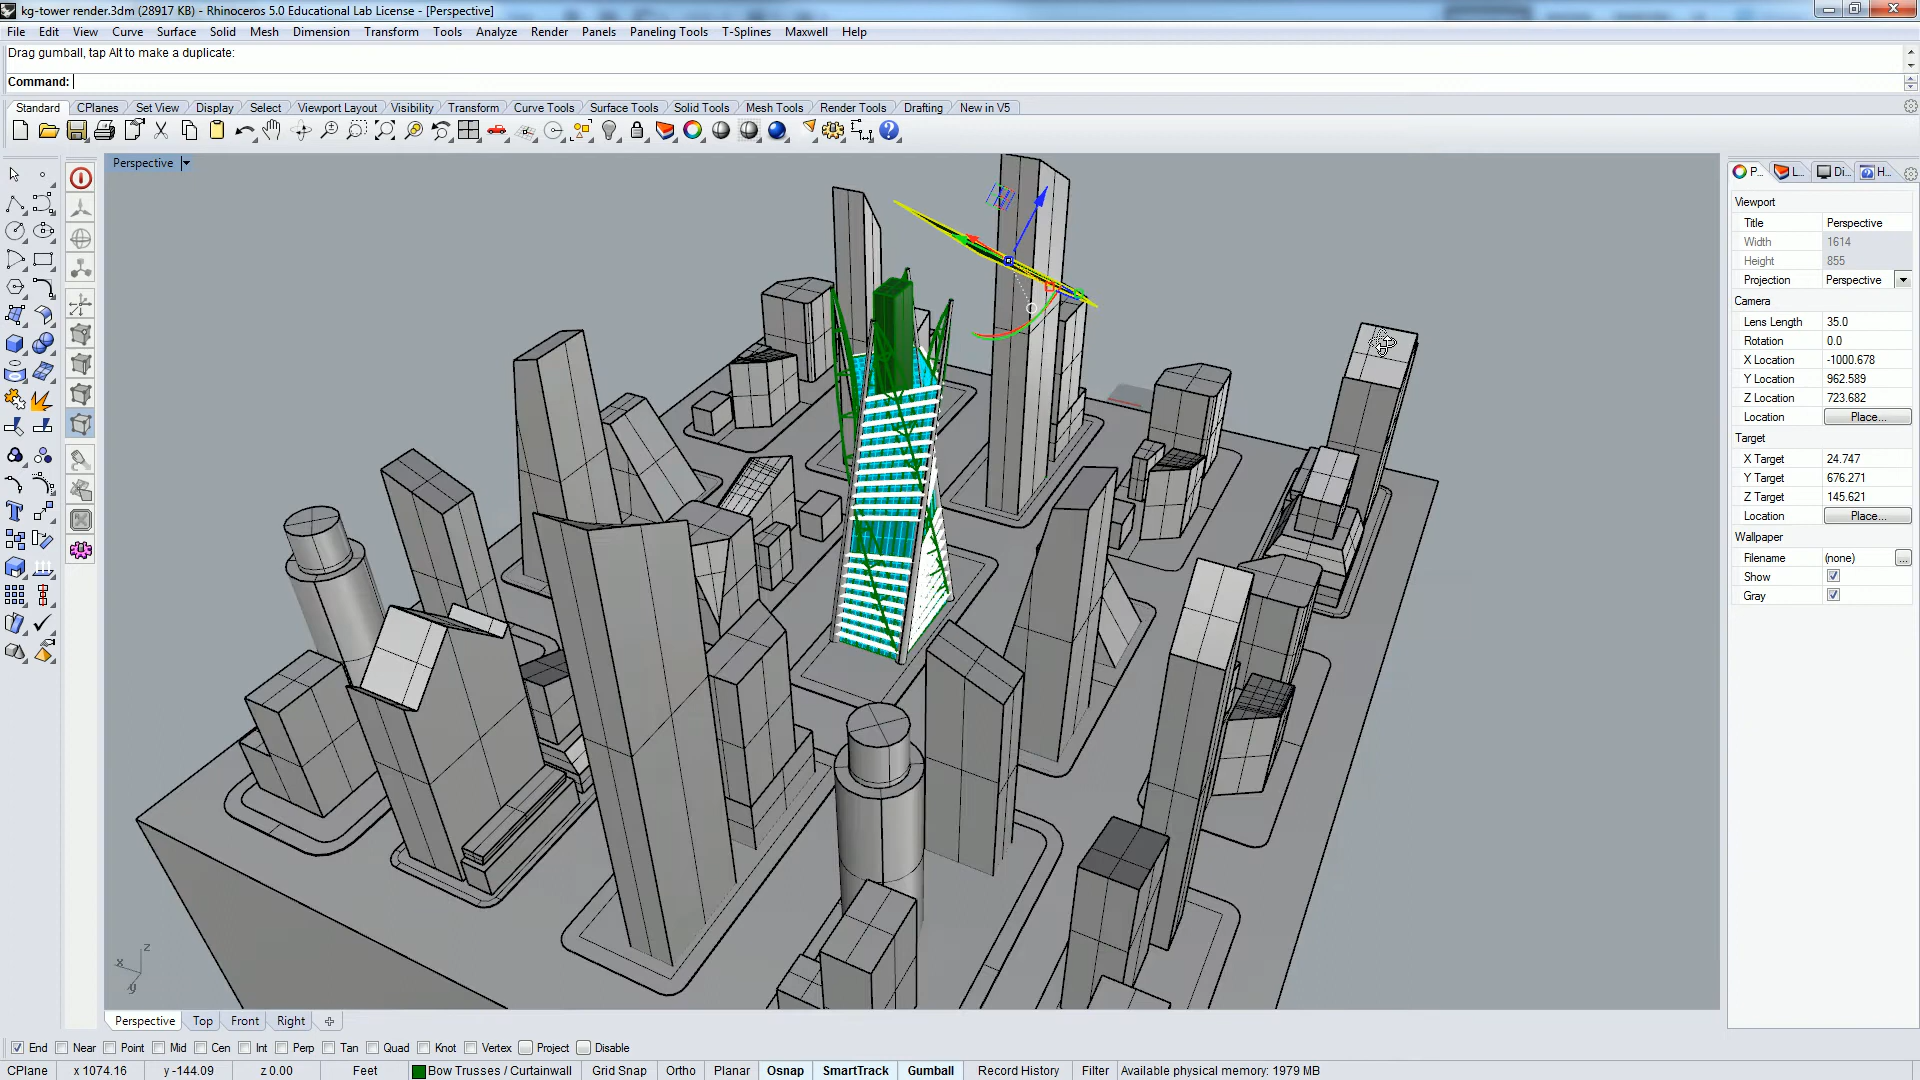 kg-tower render.3dm (28917 KB) - Rhinoceros 5.0 Educational Lab License - [Perspective]
File Edit View Curve Surface Solid Mesh Dimension Transform Tools Analyze Render Panels Paneling Tools T-Splines Maxwell Help
Drag gumball, tap Alt to make a duplicate:
Command:
Standard CPlanes Set View Display Select Viewport Layout Visibility Transform Curve Tools Surface Tools Solid Tools Mesh Tools Render Tools Drafting New in V5
Perspective
P... L... Di... H...
Viewport
Title Perspective
Width 1614
Height 855
Projection Perspective
Camera
Lens Length 35.0
Rotation 0.0
X Location -1000.678
Y Location 962.589
Z Location 723.682
Location Place...
Target
X Target 24.747
Y Target 676.271
Z Target 145.621
Location Place...
Wallpaper
Filename (none) ...
Show
Gray
z
x
y
Perspective Top Front Right
End Near Point Mid Cen Int Perp Tan Quad Knot Vertex Project Disable
CPlane x 1074.16 y -144.09 z 0.00 Feet Bow Trusses / Curtainwall Grid Snap Ortho Planar Osnap SmartTrack Gumball Record History Filter Available physical memory: 1979 MB